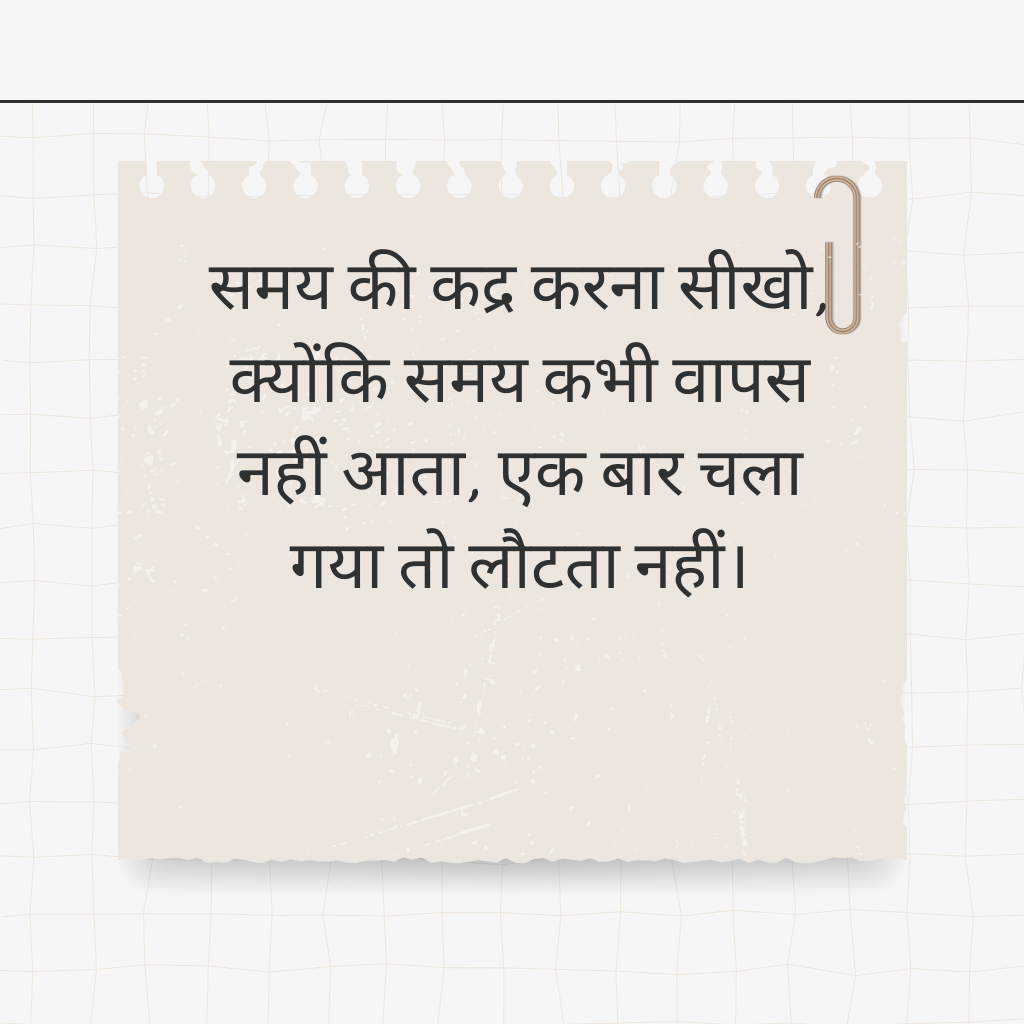 समय की कद्र करना सीखो,
क्योंकि समय कभी वापस
नहीं आता, एक बार चला
गया तो लौटता नहीं।